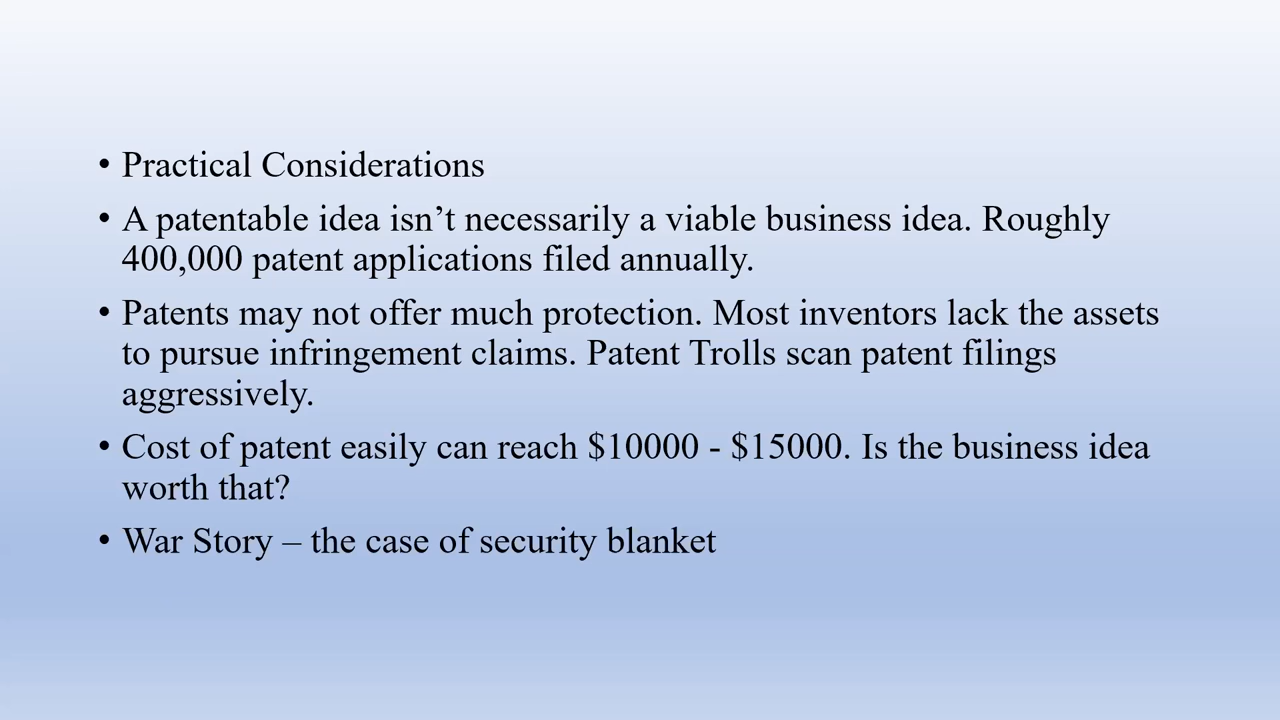 • Practical Considerations
• A patentable idea isn’t necessarily a viable business idea. Roughly
400,000 patent applications filed annually.
• Patents may not offer much protection. Most inventors lack the assets
to pursue infringement claims. Patent Trolls scan patent filings
aggressively.
• Cost of patent easily can reach $10000 - $15000. Is the business idea
worth that?
• War Story – the case of security blanket